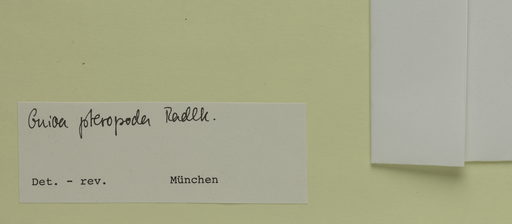 Guioa pteropoda Radlk.
Det. - rev. München